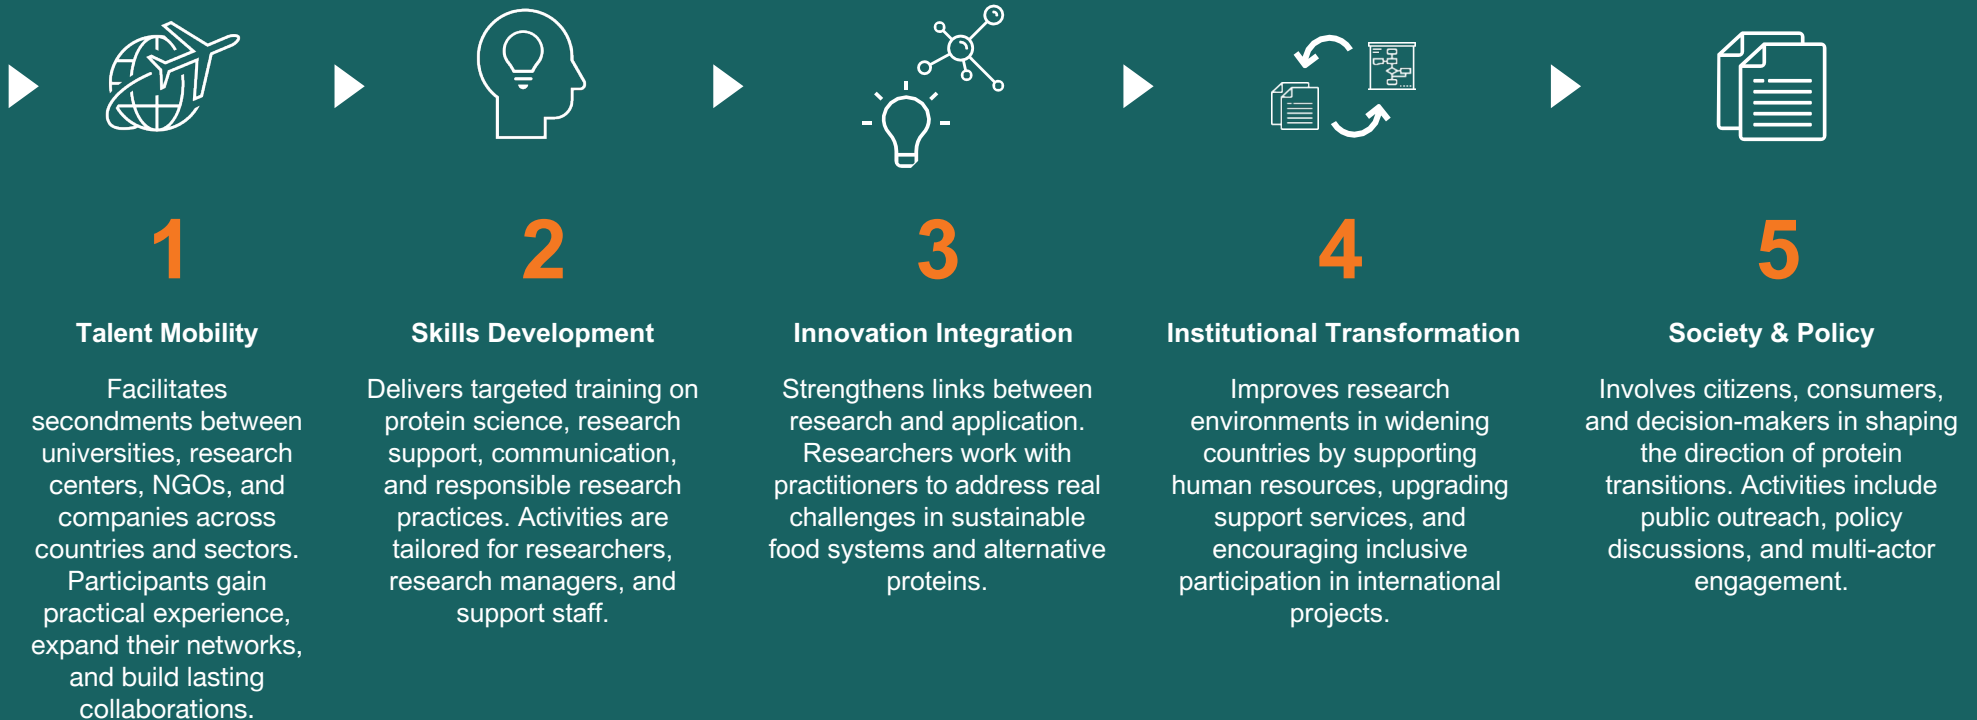 1
Talent Mobility
Facilitates
secondments between
universities, research
centers, NGOs, and
companies across
countries and sectors.
Participants gain
practical experience,
expand their networks,
and build lasting
collaborations.
2
Skills Development
Delivers targeted training on
protein science, research
support, communication,
and responsible research
practices. Activities are
tailored for researchers,
research managers, and
support staff.
3
Innovation Integration
Strengthens links between
research and application.
Researchers work with
practitioners to address real
challenges in sustainable
food systems and alternative
proteins.
4
Institutional Transformation
Improves research
environments in widening
countries by supporting
human resources, upgrading
support services, and
encouraging inclusive
participation in international
projects.
5
Society & Policy
Involves citizens, consumers,
and decision-makers in shaping
the direction of protein
transitions. Activities include
public outreach, policy
discussions, and multi-actor
engagement.